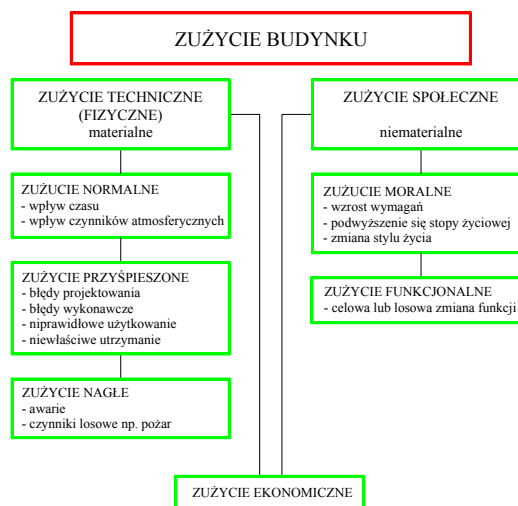 ZUŻYCIE BUDYNKU
ZUŻYCIE TECHNICZNE
(FIZYCZNE)
materialne
ZUŻUCIE NORMALNE
- wpływ czasu
- wpływ czynników atmosferycznych
ZUŻYCIE PRZYŚPIESZONE
- błędy projektowania
- błędy wykonawcze
- niprawidłowe użytkowanie
- niewłaściwe utrzymanie
ZUŻYCIE NAGŁE
- awarie
- czynniki losowe np. pożar
ZUŻYCIE SPOŁECZNE
niematerialne
ZUŻUCIE MORALNE
- wzrost wymagań
- podwyższenie się stopy życiowej
- zmiana stylu życia
ZUŻYCIE FUNKCJONALNE
- celowa lub losowa zmiana funkcji
ZUŻYCIE EKONOMICZNE